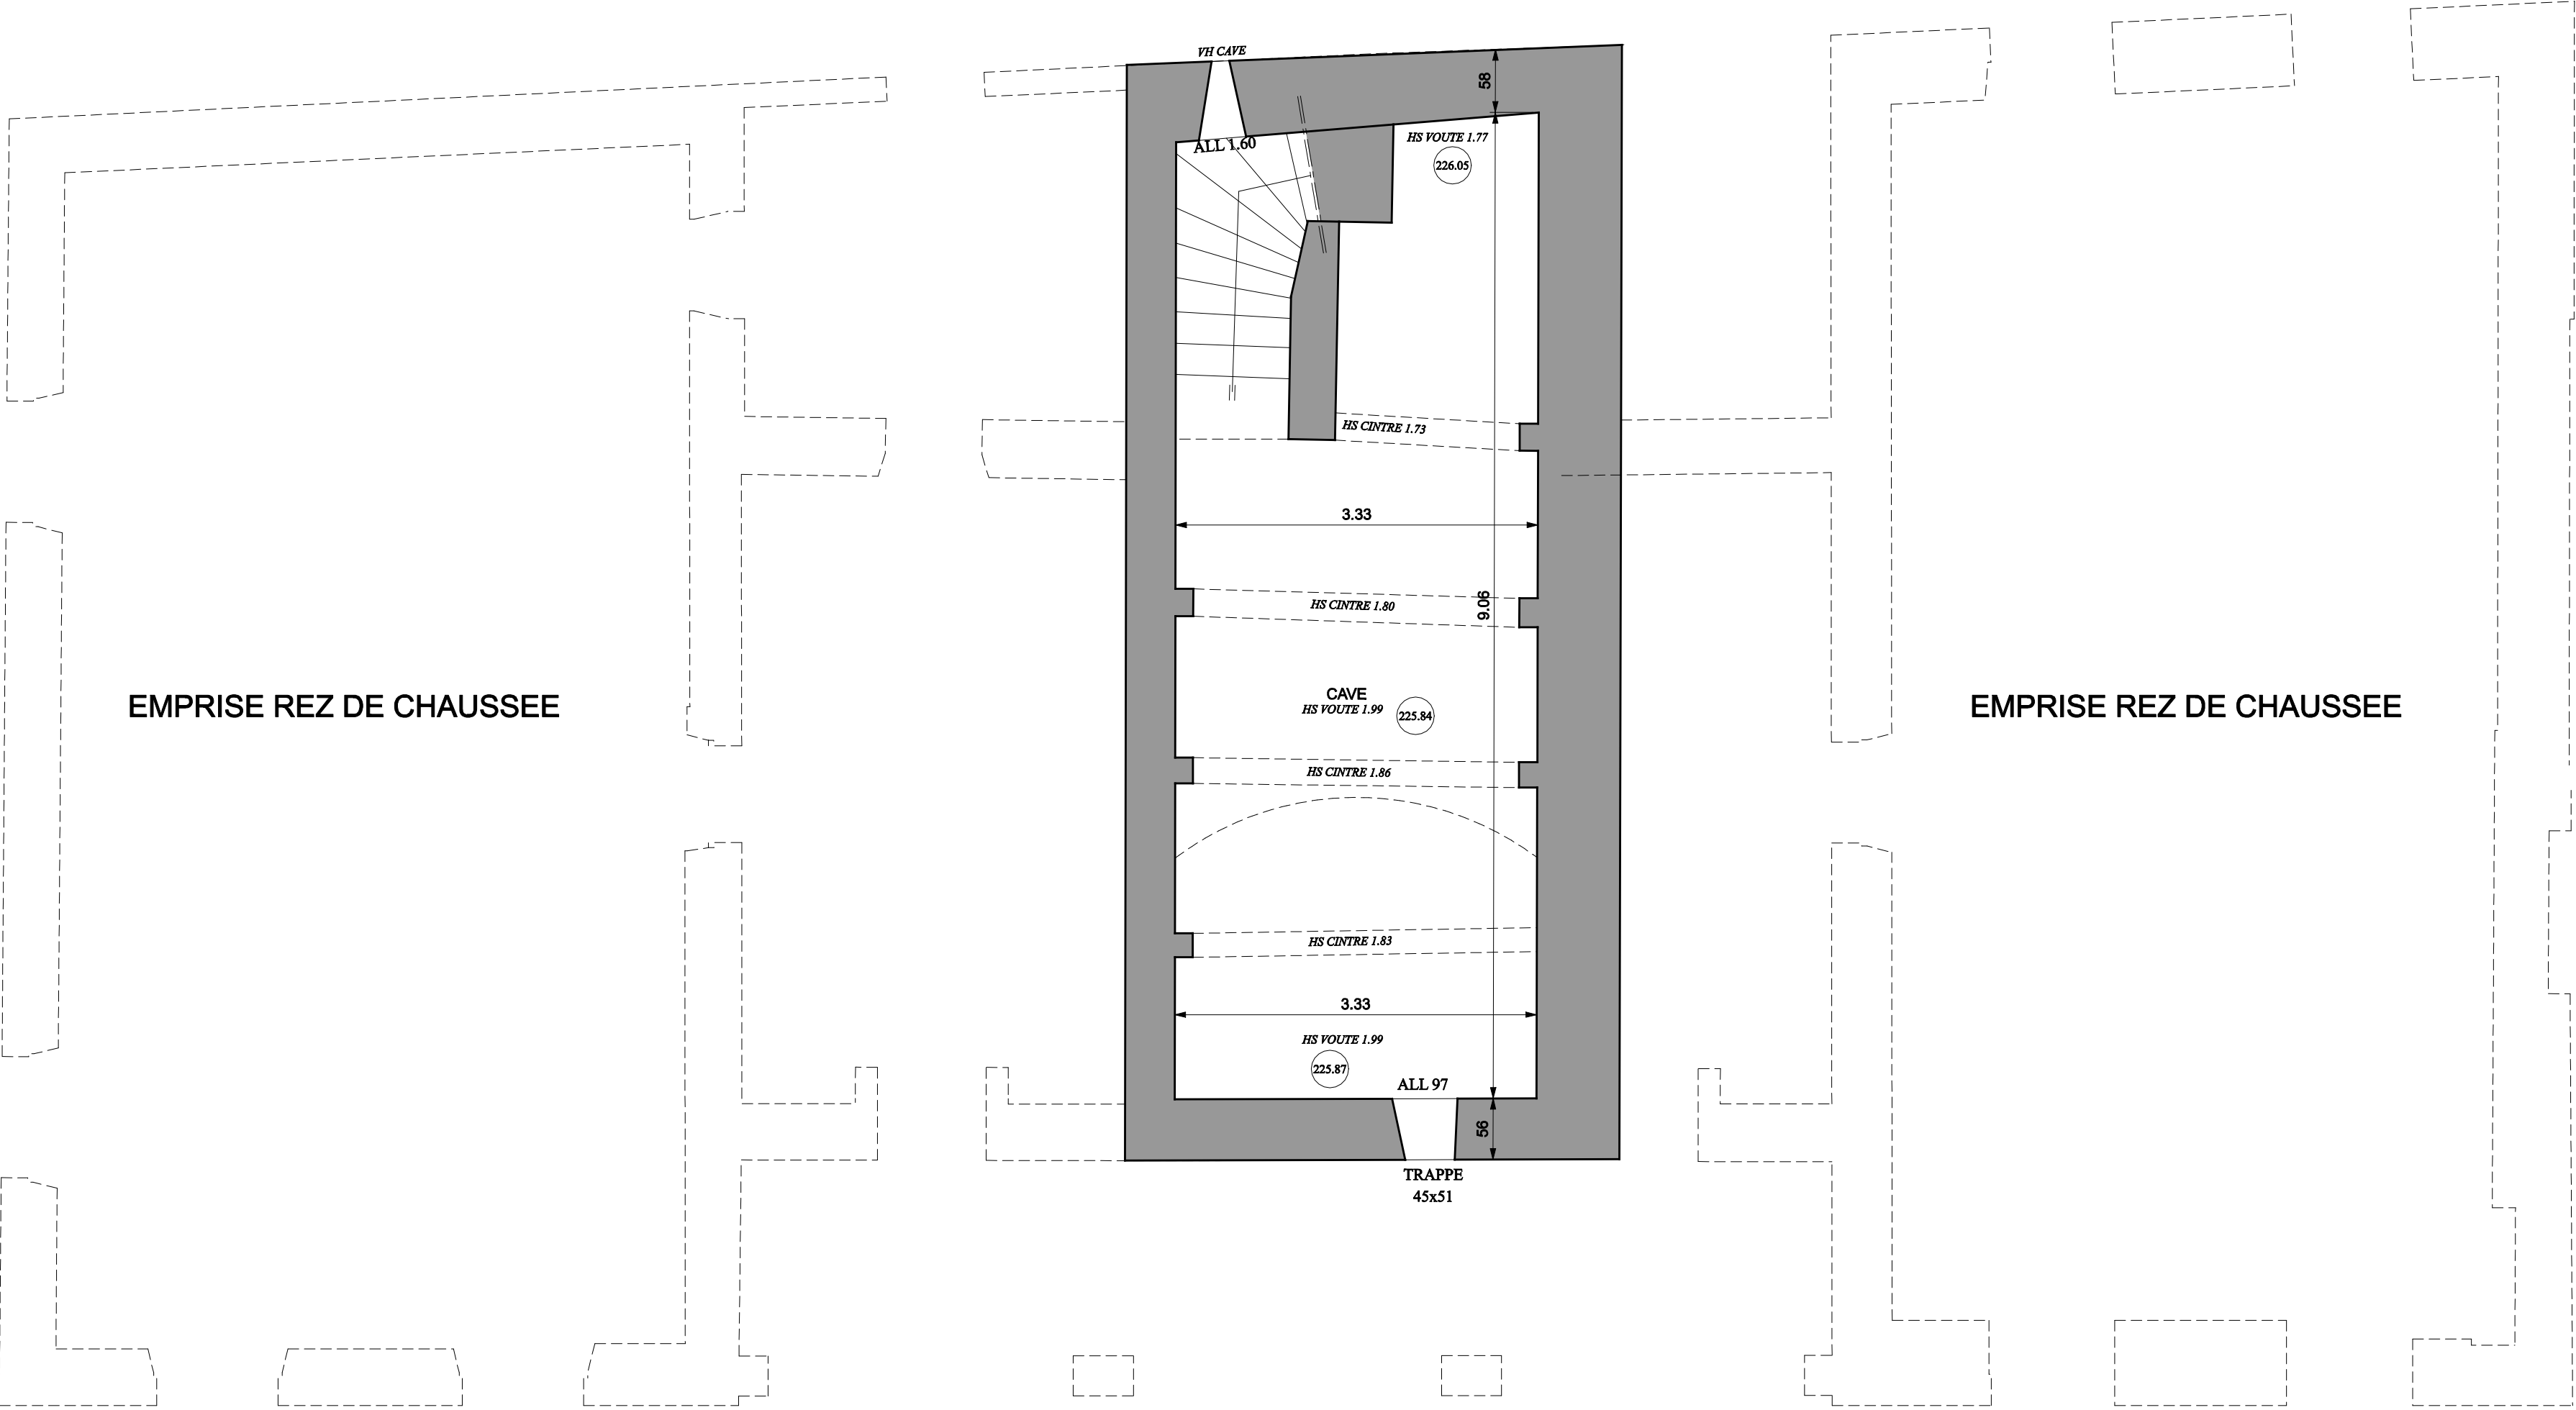 VH CAVE
58
ALL 1.60
HS VOUTE 1.77
226.05
HS CINTRE 1.73
3.33
9.06
HS CINTRE 1.80
EMPRISE REZ DE CHAUSSEE
CAVE
HS VOUTE 1.99
225.84
EMPRISE REZ DE CHAUSSEE
HS CINTRE 1.86
HS CINTRE 1.83
3.33
HS VOUTE 1.99
225.87
ALL 97
56
TRAPPE
45x51